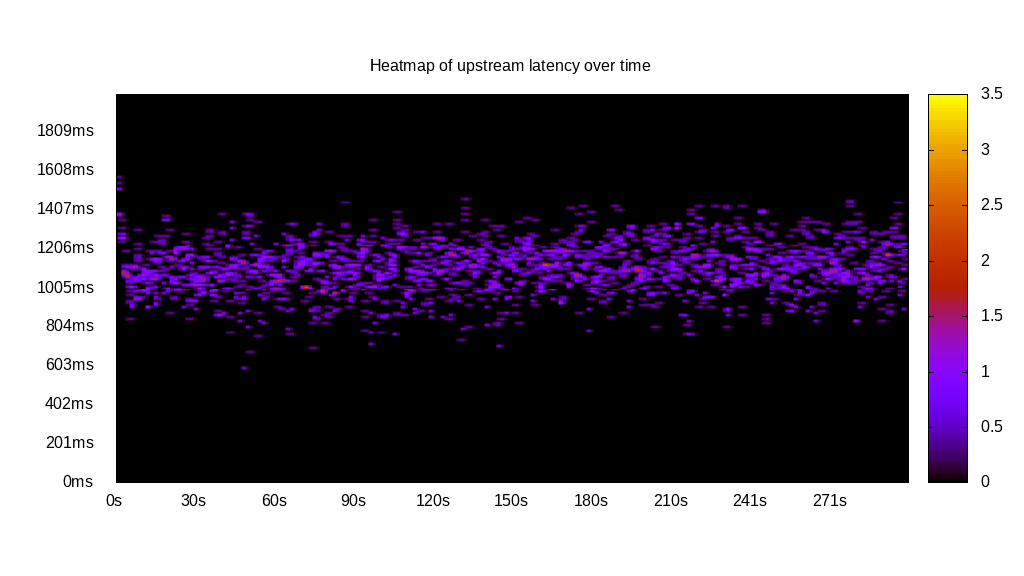 Heatmap of upstream latency over time
1809ms
1608ms
1407ms
1206ms
1005ms
804ms
603ms
402ms
201ms
0ms
0s 30s 60s 90s 120s 150s 180s 210s 241s 271s
3.5
3
2.5
2
1.5
1
0.5
0